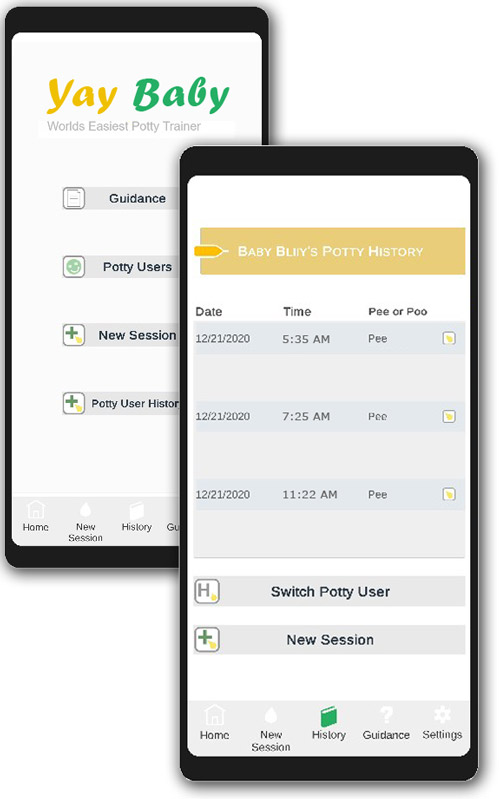 Yay Baby
Worlds Easiest Potty Trainer
Guidance
Potty Users
New Session
Potty User Histor
Home
New
Session
History
Gu
BABY BLIY'S POTTY HISTORY
Date Time Pee or Poo
12/21/2020 5:35 AM Pee
12/21/2020 7:25 AM Pee
12/21/2020 11:22 AM Pee
H Switch Potty User
New Session
Home
New
Session
History
Guidance
Settings